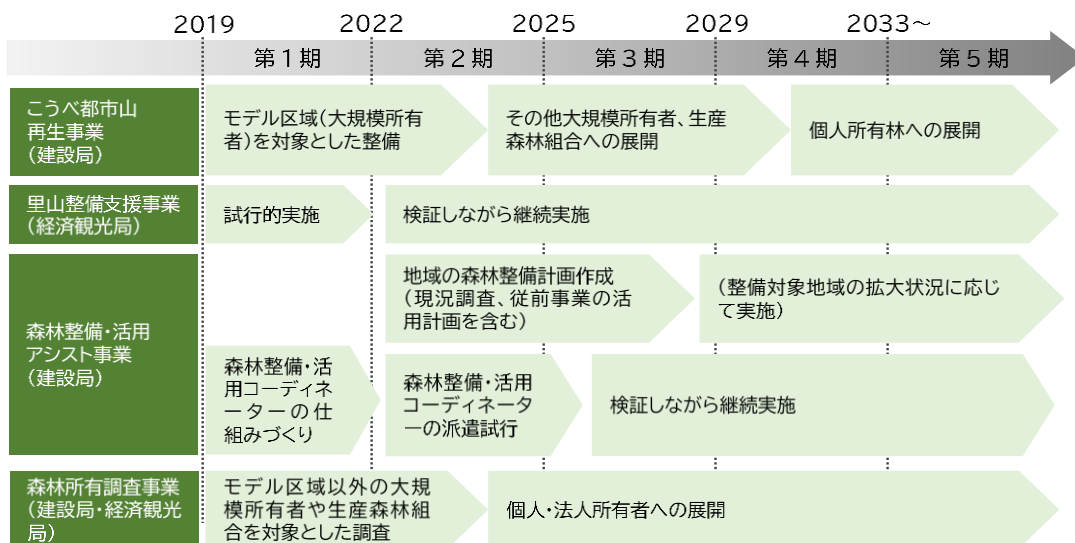 2019
2022
2025
2029
2033～
第1期
第2期
第3期
第4期
第5期
こうべ都市山
再生事業
(建設局)
モデル区域(大規模所有
者)を対象とした整備
その他大規模所有者、生産
森林組合への展開
個人所有林への展開
里山整備支援事業
(経済観光局)
試行的実施
検証しながら継続実施
森林整備・活用
アシスト事業
(建設局)
地域の森林整備計画作成
(現況調査、従前事業の活
用計画を含む)
(整備対象地域の拡大状況に応じ
て実施)
森林整備・活
用コーディネ
ーターの仕
組みづくり
森林整備・活用
コーディネータ
ーの派遣試行
検証しながら継続実施
森林所有調査事業
(建設局・経済観光
局)
モデル区域以外の大規
模所有者や生産森林組
合を対象とした調査
個人・法人所有者への展開